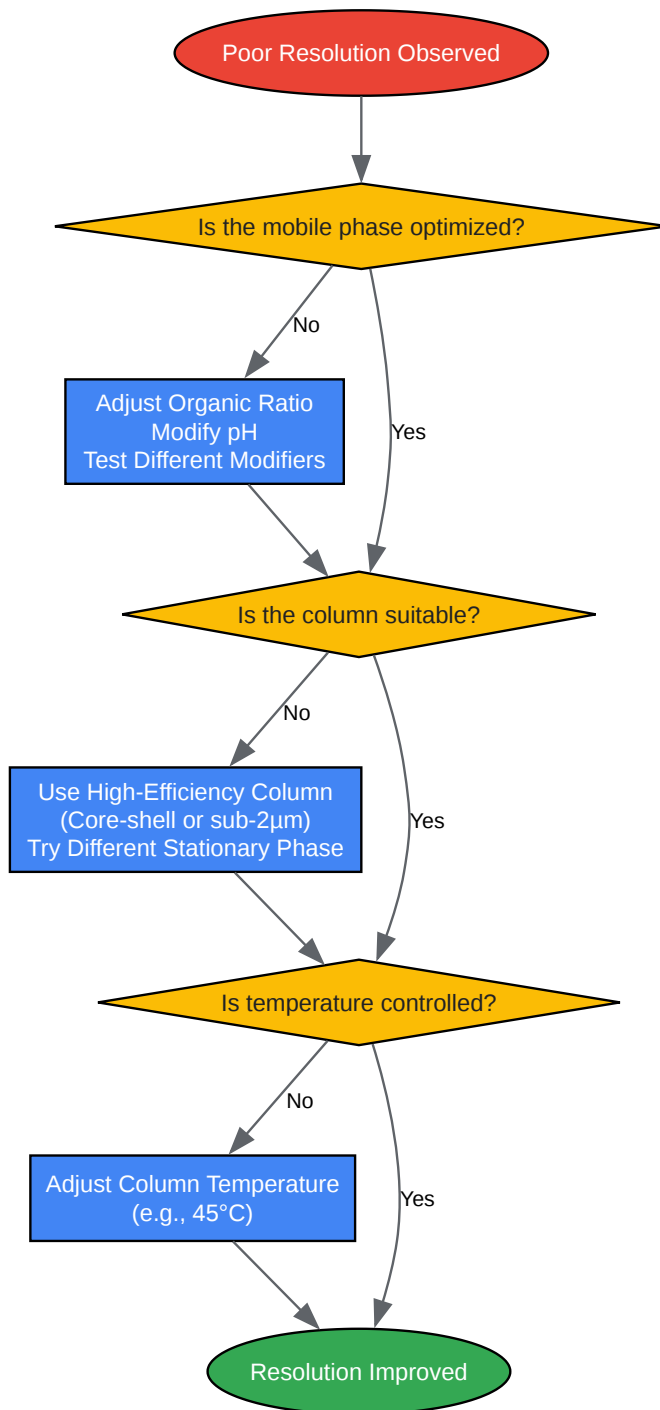 Poor Resolution Observed
Is the mobile phase optimized?
No
Adjust Organic Ratio
Modify pH
Test Different Modifiers
Yes
Is the column suitable?
No
Use High-Efficiency Column
(Core-shell or sub-2µm)
Try Different Stationary Phase
Yes
Is temperature controlled?
No
Adjust Column Temperature
(e.g., 45°C)
Yes
Resolution Improved